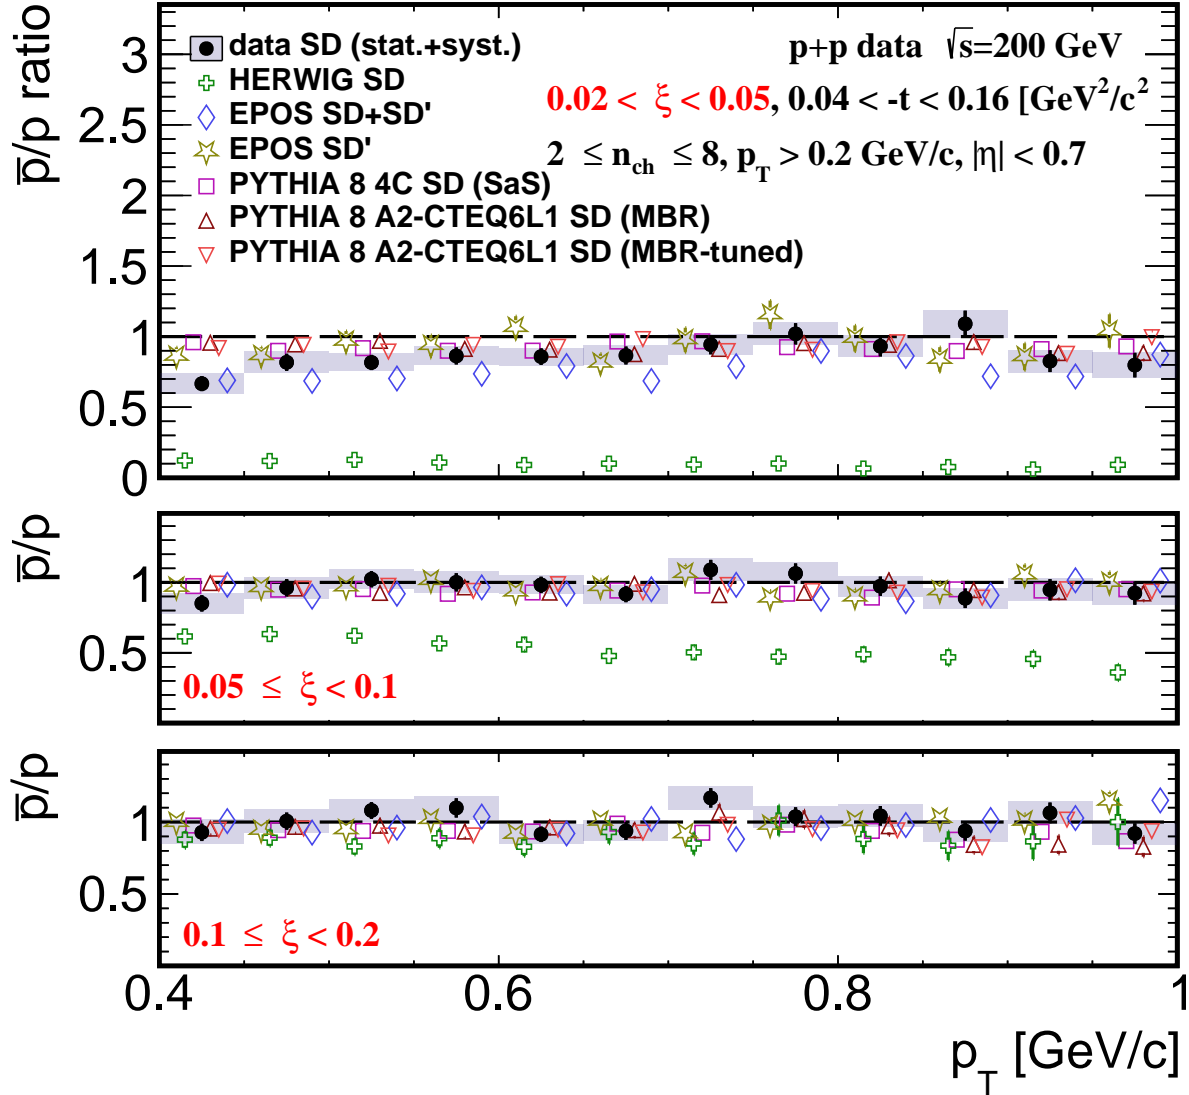 p̅/p ratio
3
2.5
2
1.5
1
0.5
0
data SD (stat.+syst.)
HERWIG SD
EPOS SD+SD'
EPOS SD'
PYTHIA 8 4C SD (SaS)
PYTHIA 8 A2-CTEQ6L1 SD (MBR)
PYTHIA 8 A2-CTEQ6L1 SD (MBR-tuned)
p+p data √s=200 GeV
0.02 < ξ < 0.05, 0.04 < -t < 0.16 [GeV²/c²
2 ≤ n_ch ≤ 8, p_T > 0.2 GeV/c, |η| < 0.7
p̅/p
1
0.5
0.05 ≤ ξ < 0.1
p̅/p
1
0.5
0.1 ≤ ξ < 0.2
0.4 0.6 0.8 1
p_T [GeV/c]